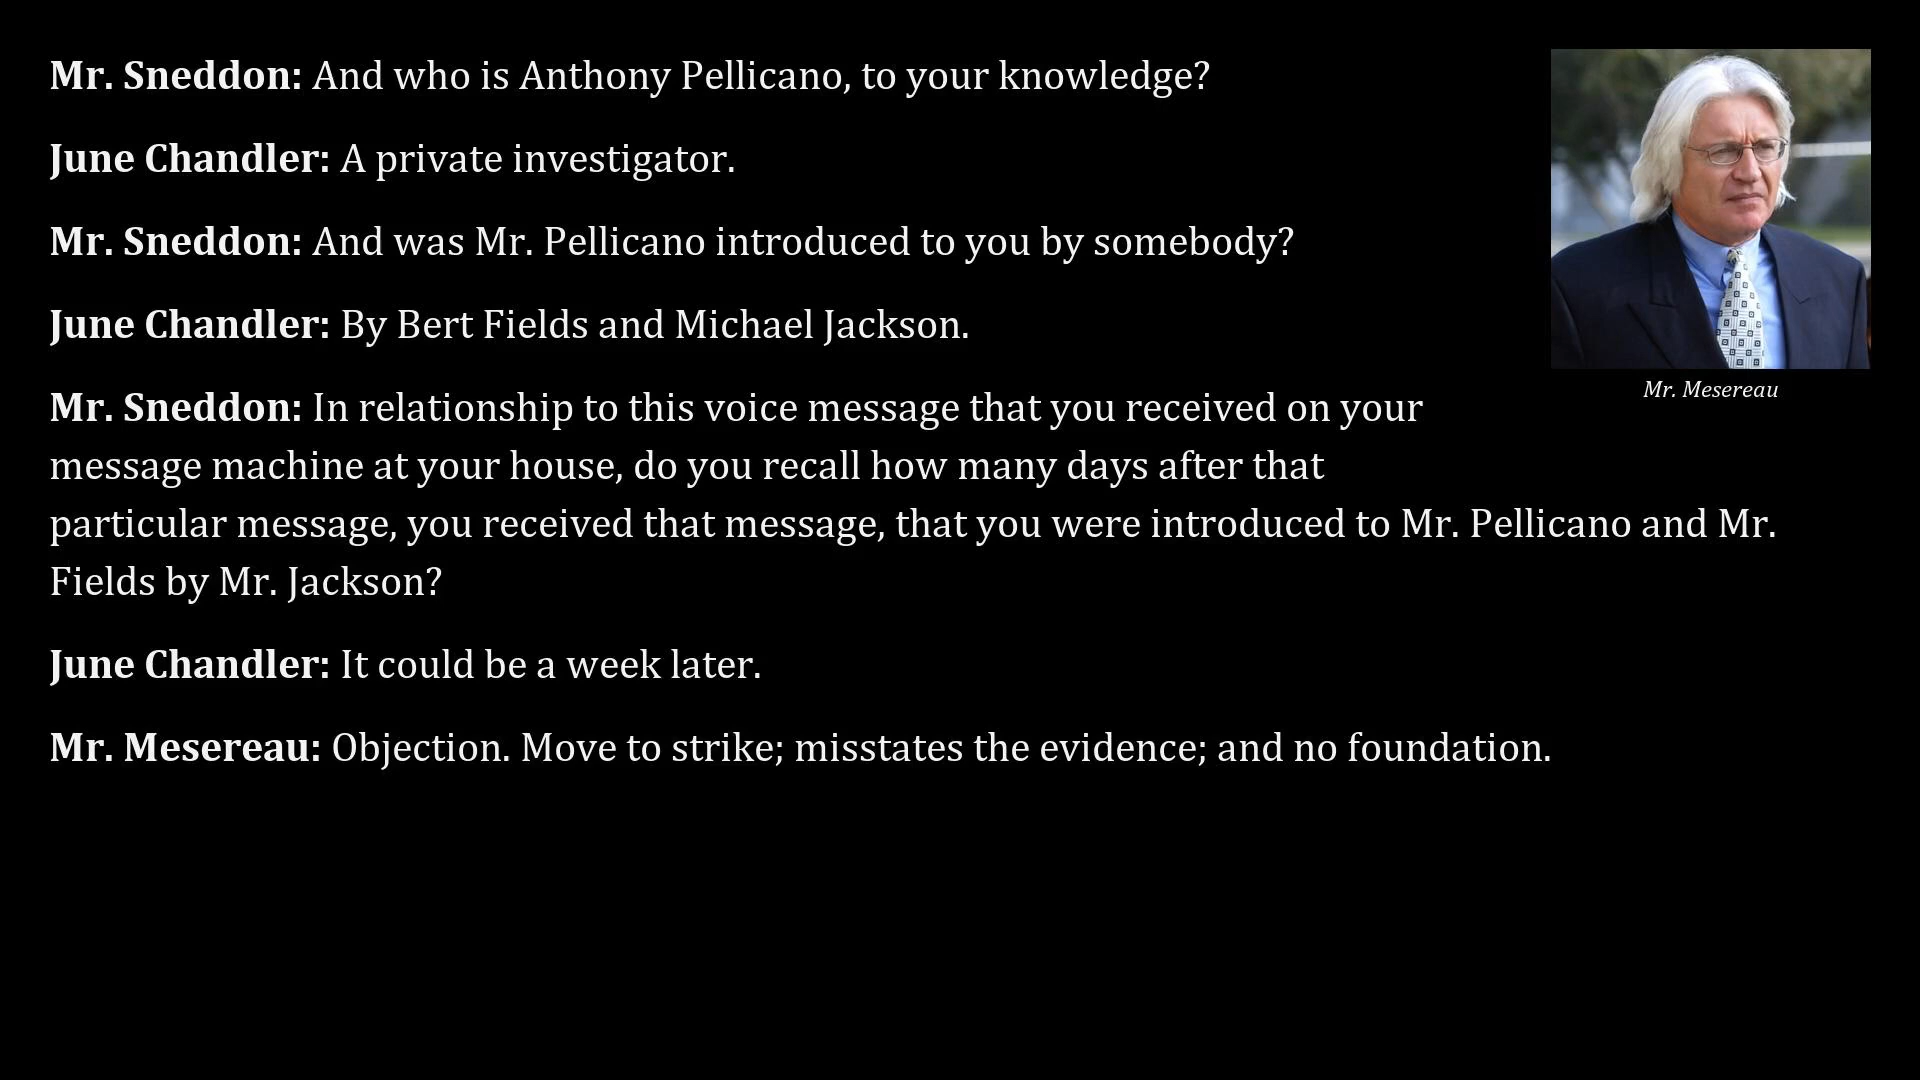 Mr. Sneddon: And who is Anthony Pellicano, to your knowledge?
June Chandler: A private investigator.
Mr. Sneddon: And was Mr. Pellicano introduced to you by somebody?
June Chandler: By Bert Fields and Michael Jackson.
Mr. Sneddon: In relationship to this voice message that you received on your
message machine at your house, do you recall how many days after that
particular message, you received that message, that you were introduced to Mr. Pellicano and Mr.
Fields by Mr. Jackson?
June Chandler: It could be a week later.
Mr. Mesereau: Objection. Move to strike; misstates the evidence; and no foundation.
Mr. Mesereau